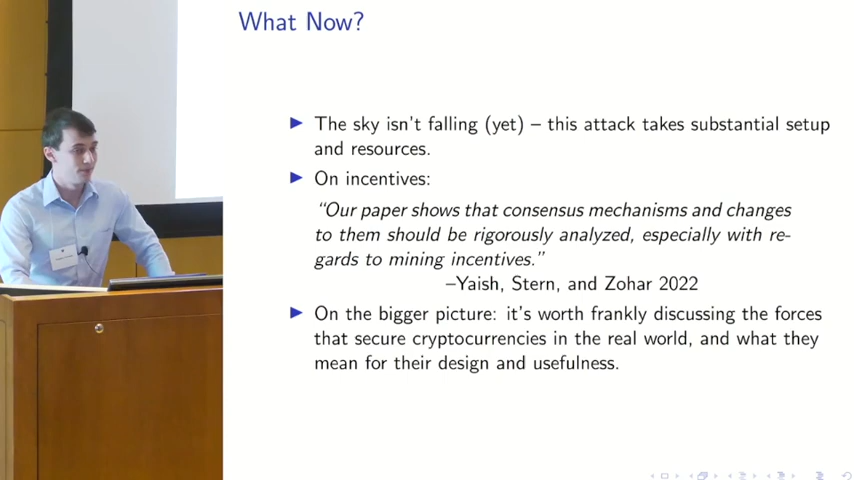 What Now?
▶ The sky isn't falling (yet) – this attack takes substantial setup
and resources.
▶ On incentives:
“Our paper shows that consensus mechanisms and changes
to them should be rigorously analyzed, especially with re-
gards to mining incentives.”
–Yaish, Stern, and Zohar 2022
▶ On the bigger picture: it's worth frankly discussing the forces
that secure cryptocurrencies in the real world, and what they
mean for their design and usefulness.